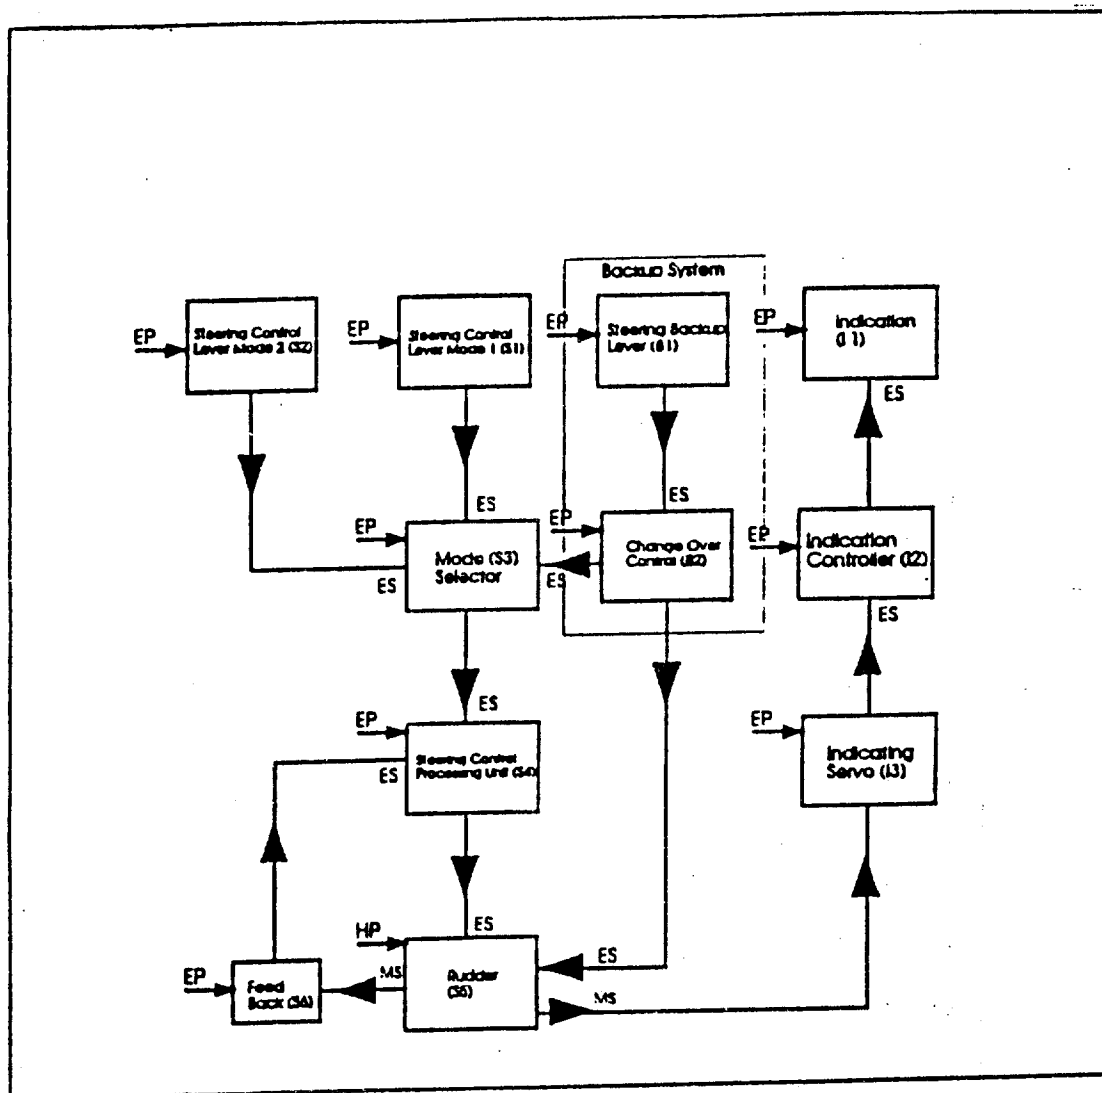 Backup System
EP
Steering Control
Lever Mode 2 (S2)
EP
Steering Control
Lever Mode 1 (S1)
EP
Steering Backup
Lever (B1)
EP
Indication
(I1)
ES
ES
ES
EP
Mode (S3)
Selector
ES
EP
Change Over
Control (B2)
ES
EP
Indication
Controller (I2)
ES
ES
EP
Steering Control
Processing Unit (S4)
ES
EP
Indicating
Servo (I3)
ES
HP
Rudder
(S5)
ES
MS
MS
EP
Feed
Back (S6)